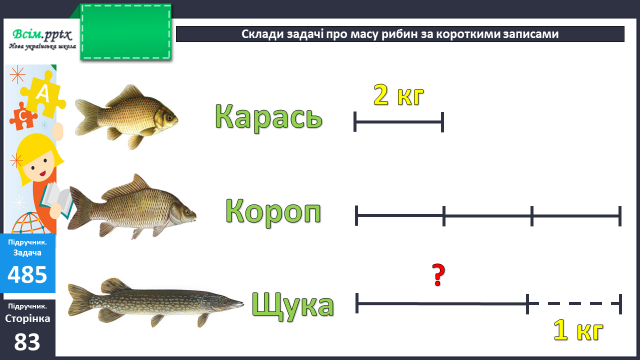 Всім.pptx
Нова українська школа
Склади задачі про масу рибин за короткими записами
А
С
Карась
2 кг
Короп
Підручник.
Задача
485
?
Щука
Підручник.
Сторінка
83
1 кг